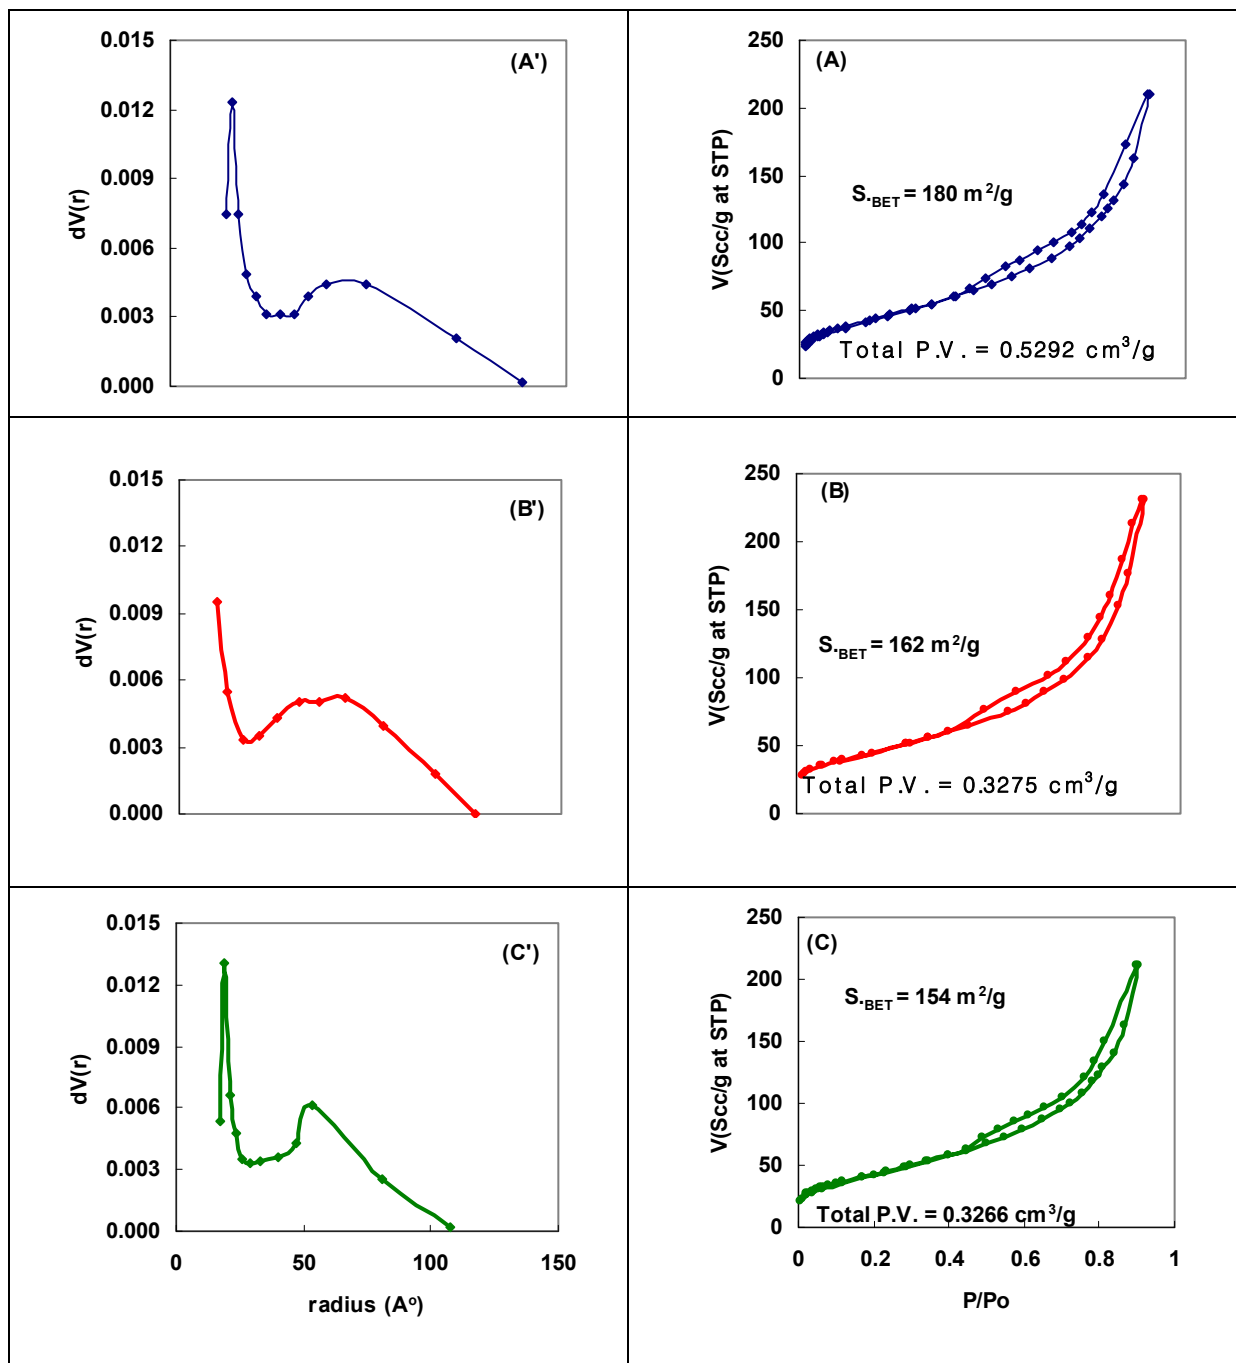 0.015
0.012
0.009
0.006
0.003
0.000
dV(r)
(A')
250
200
150
100
50
0
V(Scc/g at STP)
(A)
S.BET = 180 m²/g
Total P.V. = 0.5292 cm³/g
0.015
0.012
0.009
0.006
0.003
0.000
dV(r)
(B')
250
200
150
100
50
0
V(Scc/g at STP)
(B)
S.BET = 162 m²/g
Total P.V. = 0.3275 cm³/g
0.015
0.012
0.009
0.006
0.003
0.000
dV(r)
(C')
0 50 100 150
radius (Aº)
250
200
150
100
50
0
V(Scc/g at STP)
(C)
S.BET = 154 m²/g
Total P.V. = 0.3266 cm³/g
0 0.2 0.4 0.6 0.8 1
P/Po